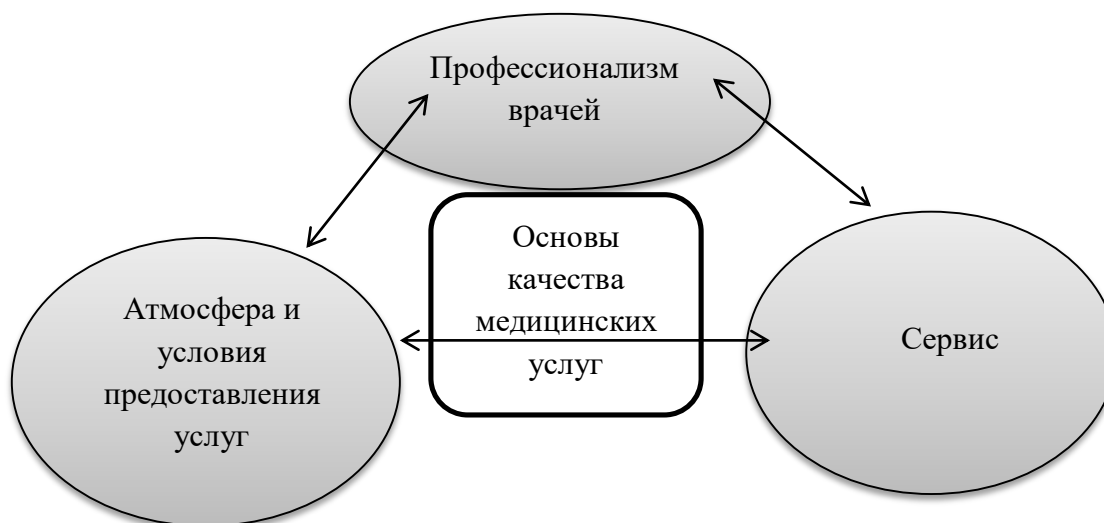 Профессионализм
врачей
Основы
качества
медицинских
услуг
Атмосфера и
условия
предоставления
услуг
Сервис